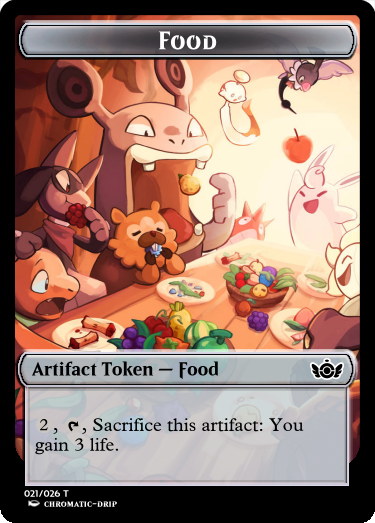 FOOD
Artifact Token — Food
2, , Sacrifice this artifact: You
gain 3 life.
021/026 T
CHROMATIC-DRIP